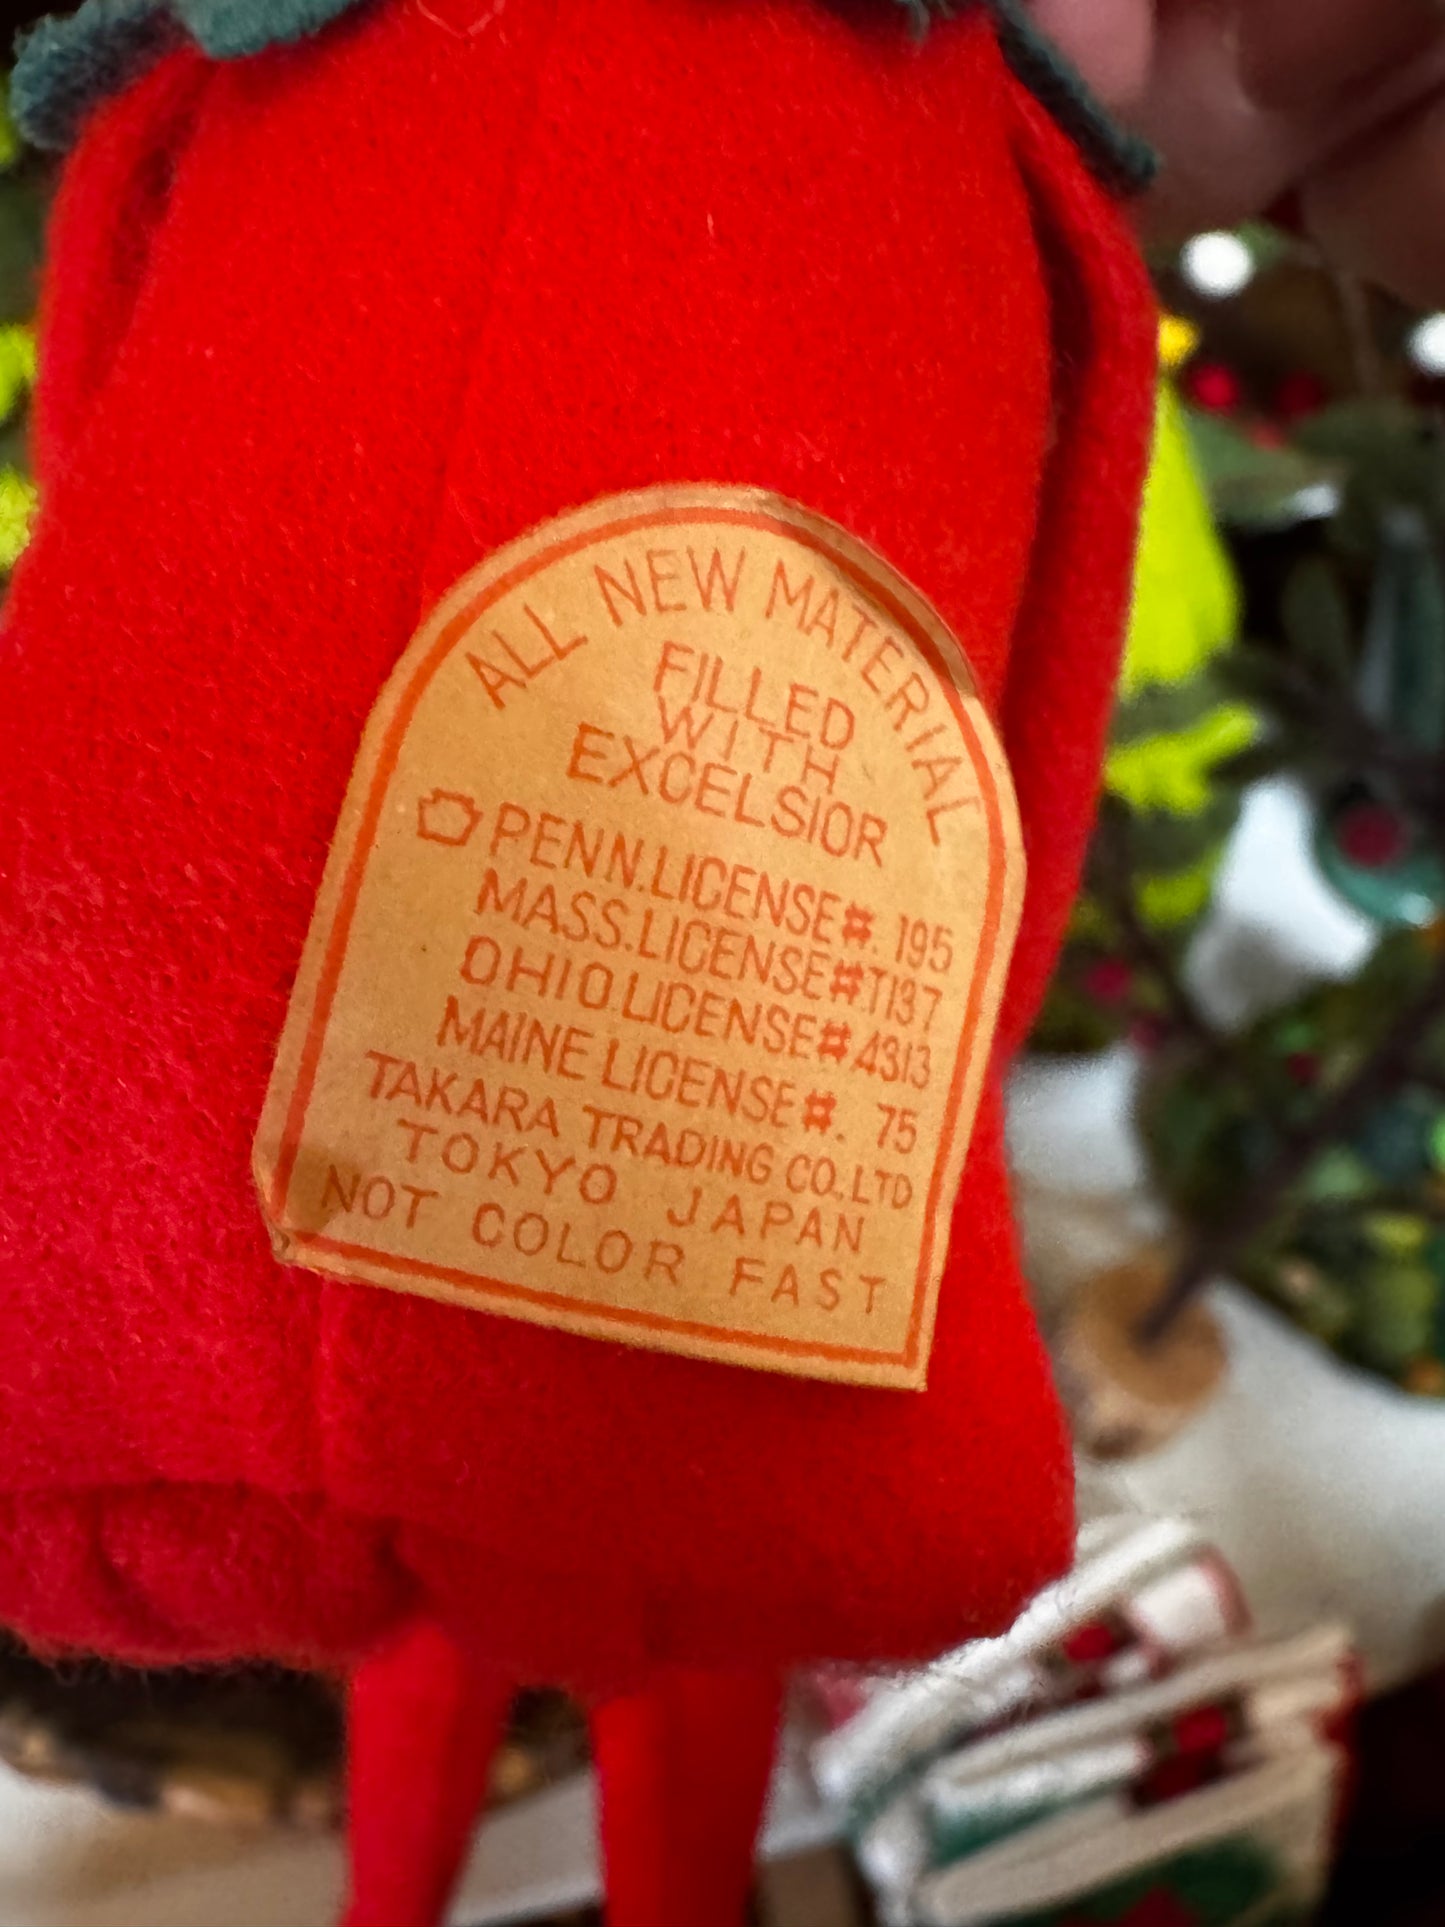 ALL NEW MATERIAL
FILLED
WITH
EXCELSIOR
PENN.LICENSE#. 195
MASS.LICENSE#T137
OHIO.LICENSE#.4313
MAINE LICENSE#. 75
TAKARA TRADING CO.,LTD
TOKYO JAPAN
NOT COLOR FAST